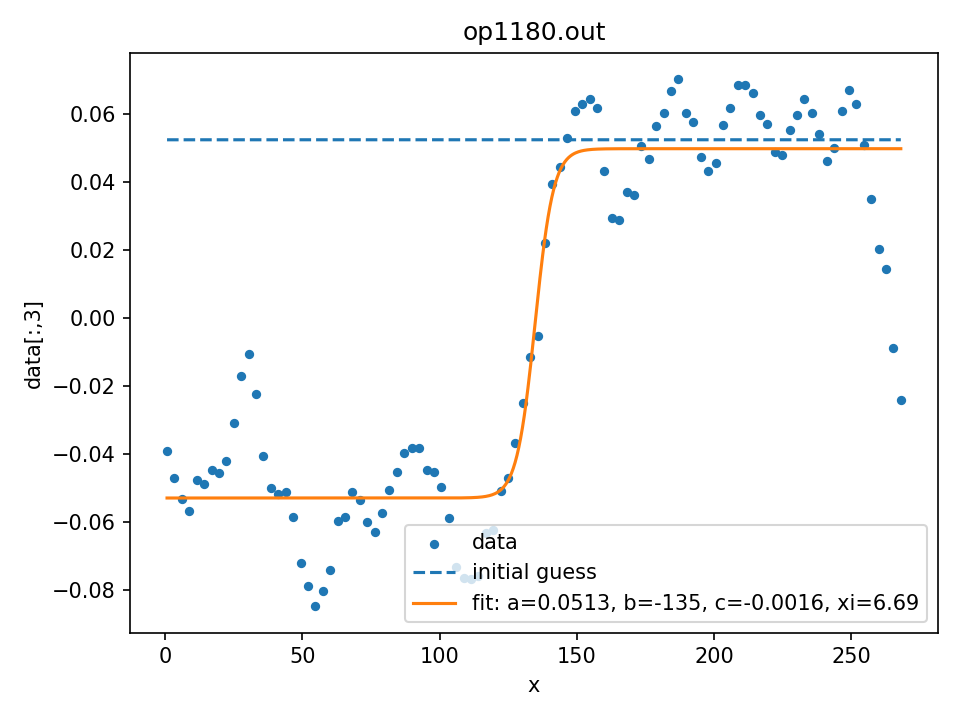 op1180.out
0.06
0.04
0.02
0.00
−0.02
−0.04
−0.06
−0.08
data[:,3]
data
initial guess
fit: a=0.0513, b=-135, c=-0.0016, xi=6.69
0 50 100 150 200 250
x